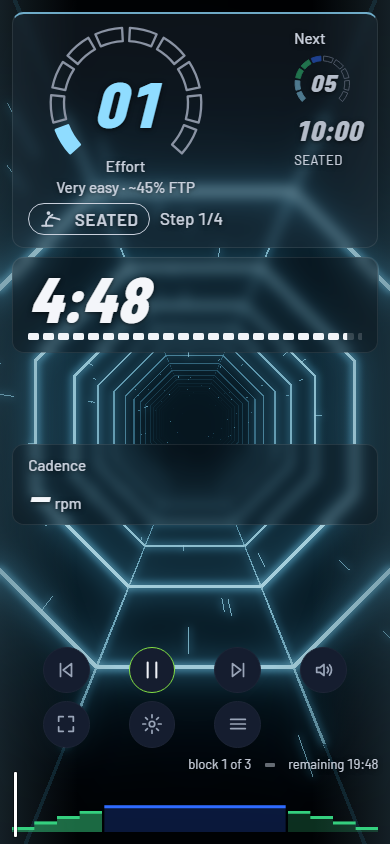 Next
01
05
10:00
SEATED
Effort
Very easy · ~45% FTP
SEATED Step 1/4
4:48
Cadence
– rpm
block 1 of 3 remaining 19:48